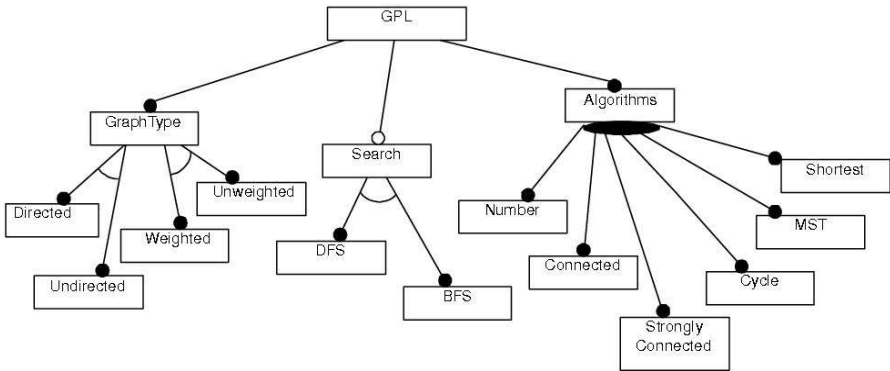 GPL
GraphType
Search
Algorithms
Directed
Undirected
Weighted
Unweighted
DFS
BFS
Number
Connected
Strongly
Connected
Cycle
MST
Shortest